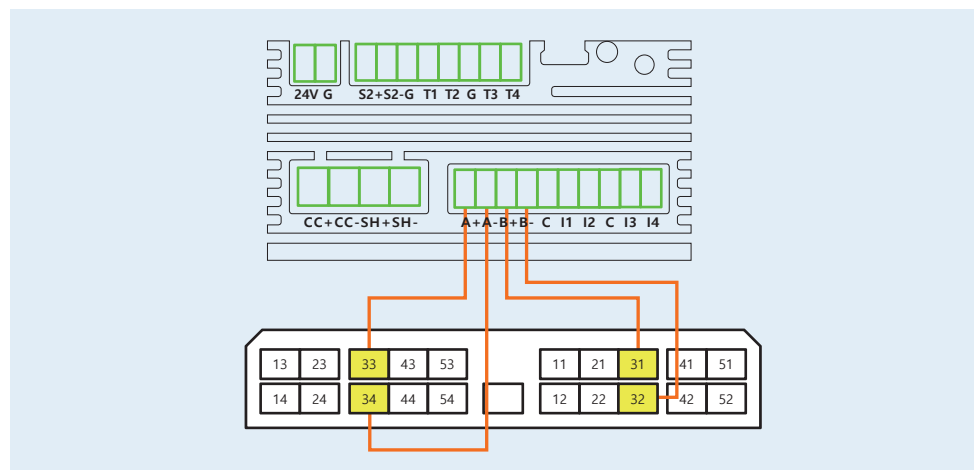 24V G S2+S2-G T1 T2 G T3 T4
CC+CC-SH+SH- A+A-B+B- C I1 I2 C I3 I4
13 23 33 43 53 11 21 31 41 51
14 24 34 44 54 12 22 32 42 52